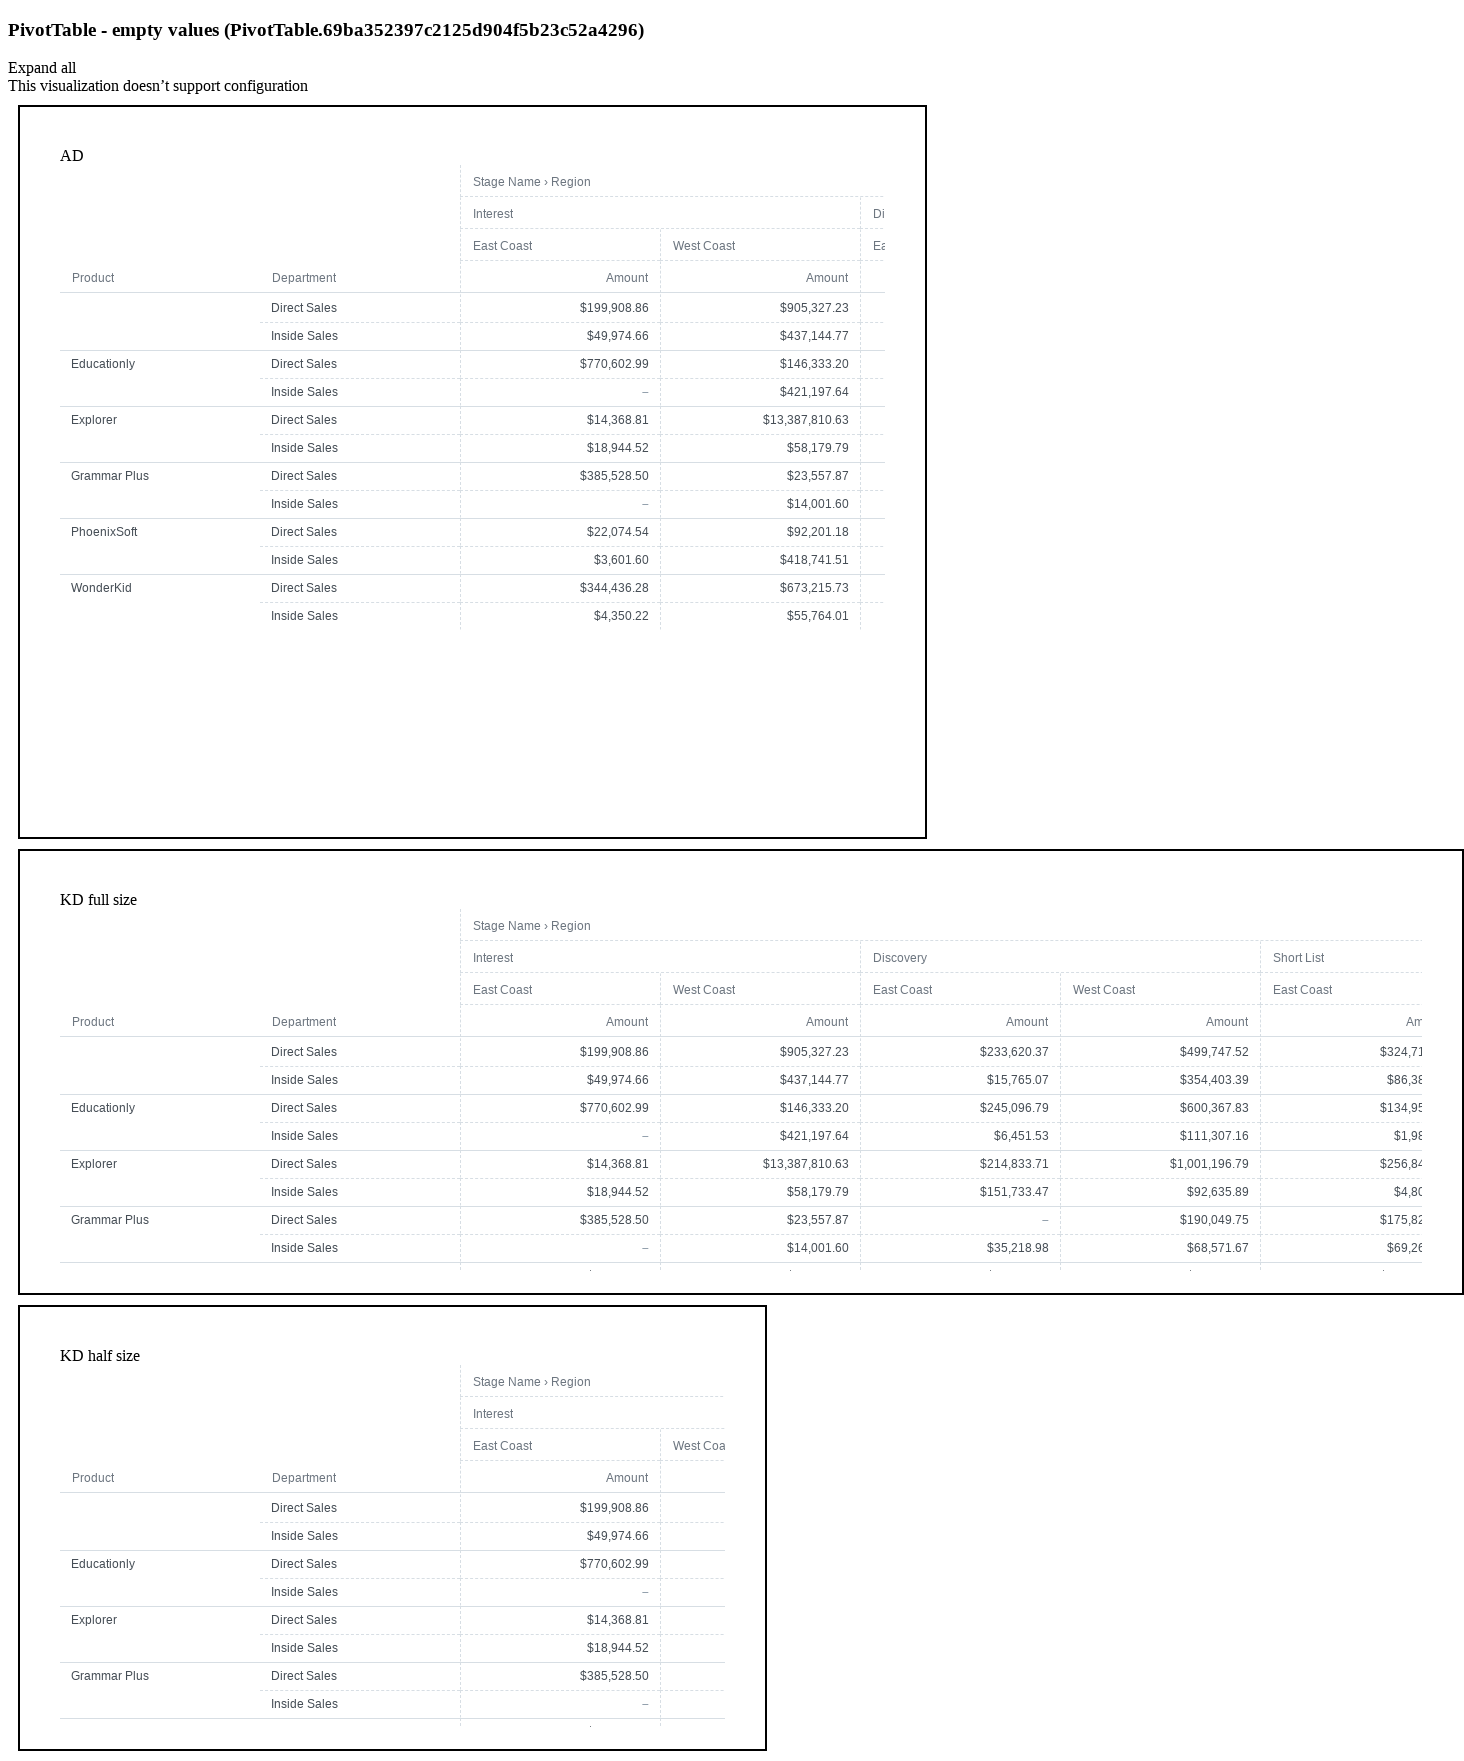 PivotTable - empty values (PivotTable.69ba352397c2125d904f5b23c52a4296)
Expand all
This visualization doesn’t support configuration
AD
Stage Name › Region
Interest Di
East Coast West Coast Ea
Product Department Amount Amount
Direct Sales $199,908.86 $905,327.23
Inside Sales $49,974.66 $437,144.77
Educationly Direct Sales $770,602.99 $146,333.20
Inside Sales – $421,197.64
Explorer Direct Sales $14,368.81 $13,387,810.63
Inside Sales $18,944.52 $58,179.79
Grammar Plus Direct Sales $385,528.50 $23,557.87
Inside Sales – $14,001.60
PhoenixSoft Direct Sales $22,074.54 $92,201.18
Inside Sales $3,601.60 $418,741.51
WonderKid Direct Sales $344,436.28 $673,215.73
Inside Sales $4,350.22 $55,764.01
KD full size
Stage Name › Region
Interest Discovery Short List
East Coast West Coast East Coast West Coast East Coast
Product Department Amount Amount Amount Amount Am
Direct Sales $199,908.86 $905,327.23 $233,620.37 $499,747.52 $324,71
Inside Sales $49,974.66 $437,144.77 $15,765.07 $354,403.39 $86,38
Educationly Direct Sales $770,602.99 $146,333.20 $245,096.79 $600,367.83 $134,95
Inside Sales – $421,197.64 $6,451.53 $111,307.16 $1,98
Explorer Direct Sales $14,368.81 $13,387,810.63 $214,833.71 $1,001,196.79 $256,84
Inside Sales $18,944.52 $58,179.79 $151,733.47 $92,635.89 $4,80
Grammar Plus Direct Sales $385,528.50 $23,557.87 – $190,049.75 $175,82
Inside Sales – $14,001.60 $35,218.98 $68,571.67 $69,26
KD half size
Stage Name › Region
Interest
East Coast West Coa
Product Department Amount
Direct Sales $199,908.86
Inside Sales $49,974.66
Educationly Direct Sales $770,602.99
Inside Sales –
Explorer Direct Sales $14,368.81
Inside Sales $18,944.52
Grammar Plus Direct Sales $385,528.50
Inside Sales –